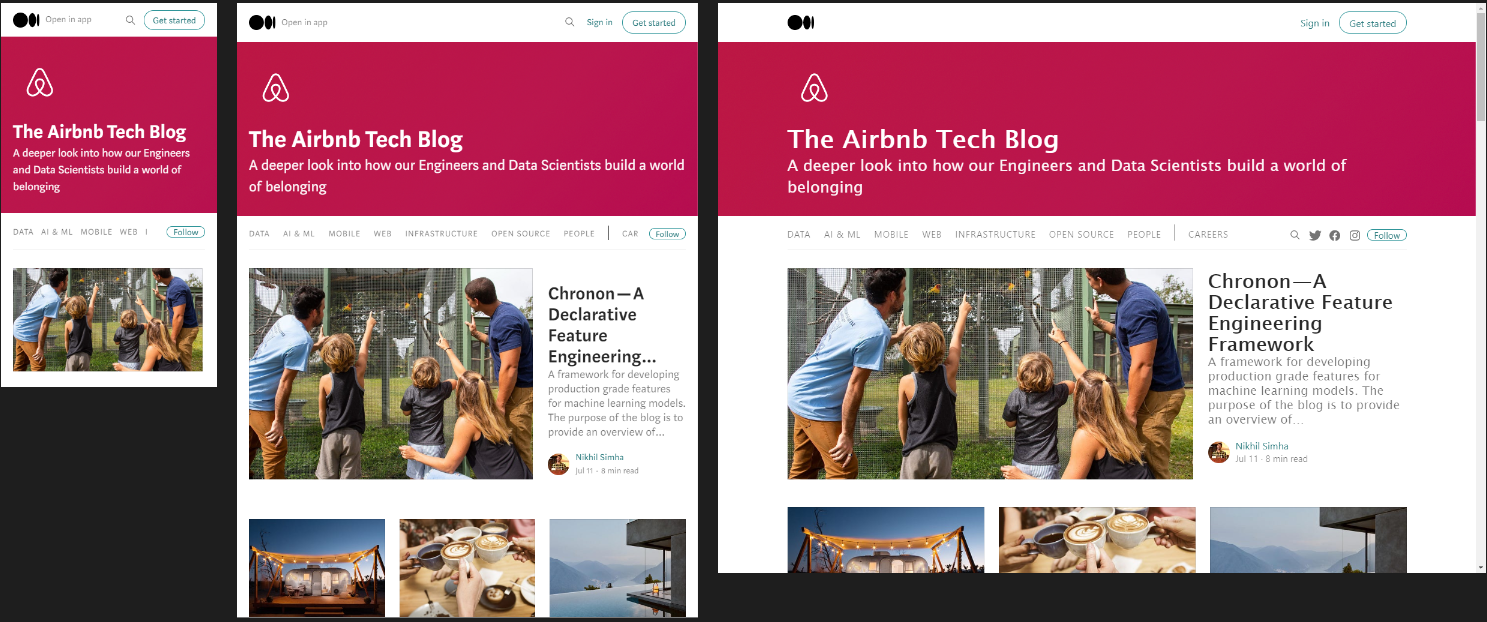 Open in app
Get started
The Airbnb Tech Blog
A deeper look into how our Engineers
and Data Scientists build a world of
belonging
DATA AI & ML MOBILE WEB I
Follow
Open in app
Sign in
Get started
The Airbnb Tech Blog
A deeper look into how our Engineers and Data Scientists build a world
of belonging
DATA AI & ML MOBILE WEB INFRASTRUCTURE OPEN SOURCE PEOPLE CAR
Follow
Chronon—A
Declarative
Feature
Engineering...
A framework for developing
production grade features
for machine learning models.
The purpose of the blog is to
provide an overview of...
Nikhil Simha
Jul 11 · 8 min read
Sign in
Get started
The Airbnb Tech Blog
A deeper look into how our Engineers and Data Scientists build a world of
belonging
DATA AI & ML MOBILE WEB INFRASTRUCTURE OPEN SOURCE PEOPLE CAREERS
Follow
Chronon—A
Declarative Feature
Engineering
Framework
A framework for developing
production grade features for
machine learning models. The
purpose of the blog is to provide
an overview of...
Nikhil Simha
Jul 11 · 8 min read